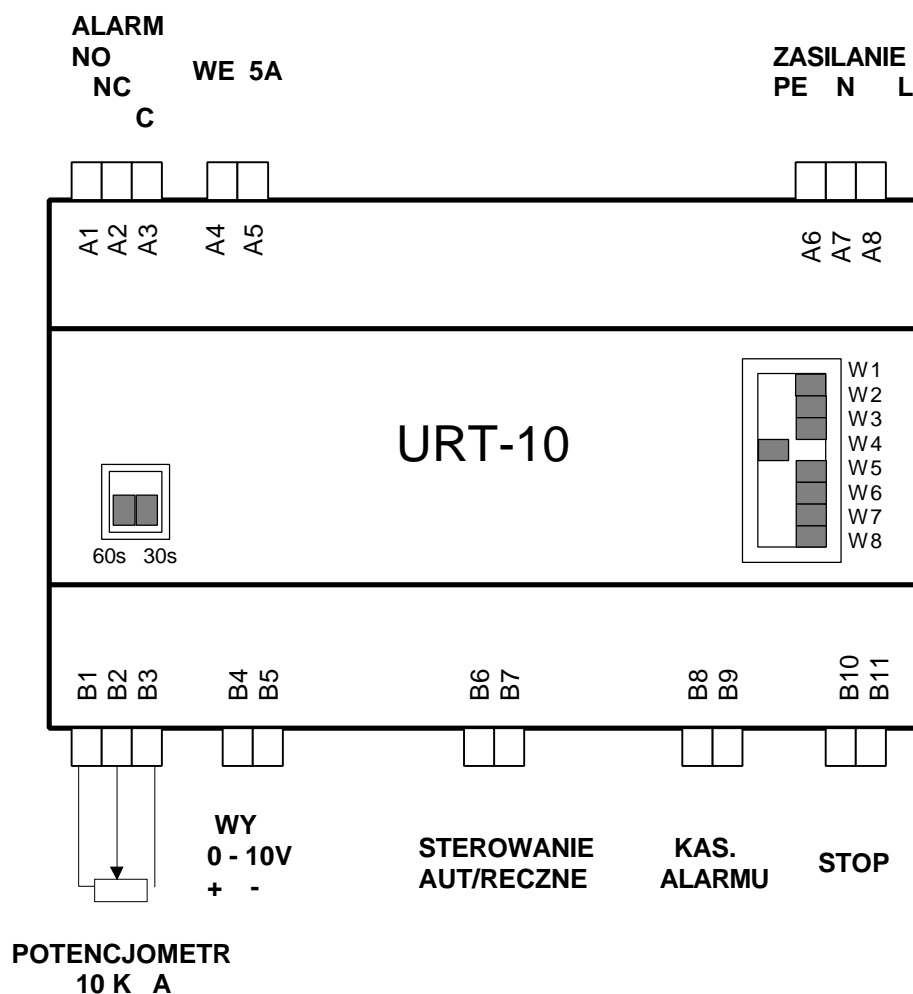 ALARM
NO
NC
C
WE 5A
ZASILANIE
PE N L
A1 A2 A3 A4 A5 A6 A7 A8
W1
W2
W3
W4
W5
W6
W7
W8
URT-10
60s 30s
B1 B2 B3 B4 B5 B6 B7 B8 B9 B10 B11
WY
0 - 10V
+ -
STEROWANIE
AUT/RECZNE
KAS.
ALARMU
STOP
POTENCJOMETR
10 K A